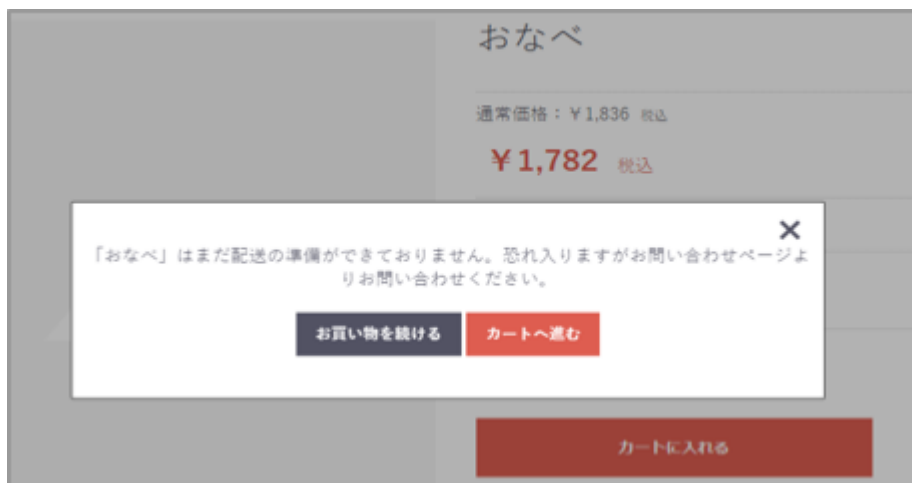 おなべ
通常価格：￥1,836 税込
￥1,782 税込
「おなべ」はまだ配送の準備ができておりません。恐れ入りますがお問い合わせページよ
りお問い合わせください。
お買い物を続ける カートへ進む
カートに入れる